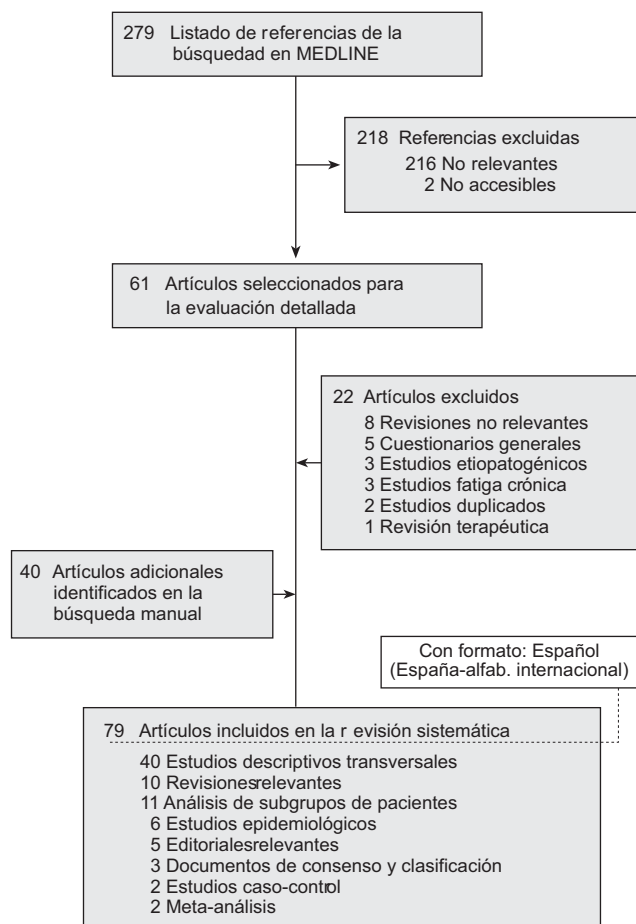 279 Listado de referencias de la
búsquedad en MEDLINE
218 Referencias excluidas
216 No relevantes
2 No accesibles
61 Artículos seleccionados para
la evaluación detallada
22 Artículos excluidos
8 Revisiones no relevantes
5 Cuestionarios generales
3 Estudios etiopatogénicos
3 Estudios fatiga crónica
2 Estudios duplicados
1 Revisión terapéutica
40 Artículos adicionales
identificados en la
búsqueda manual
Con formato: Español
(España-alfab. internacional)
79 Artículos incluidos en la r evisión sistemática
40 Estudios descriptivos transversales
10 Revisionesrelevantes
11 Análisis de subgrupos de pacientes
6 Estudios epidemiológicos
5 Editorialesrelevantes
3 Documentos de consenso y clasificación
2 Estudios caso-control
2 Meta-análisis